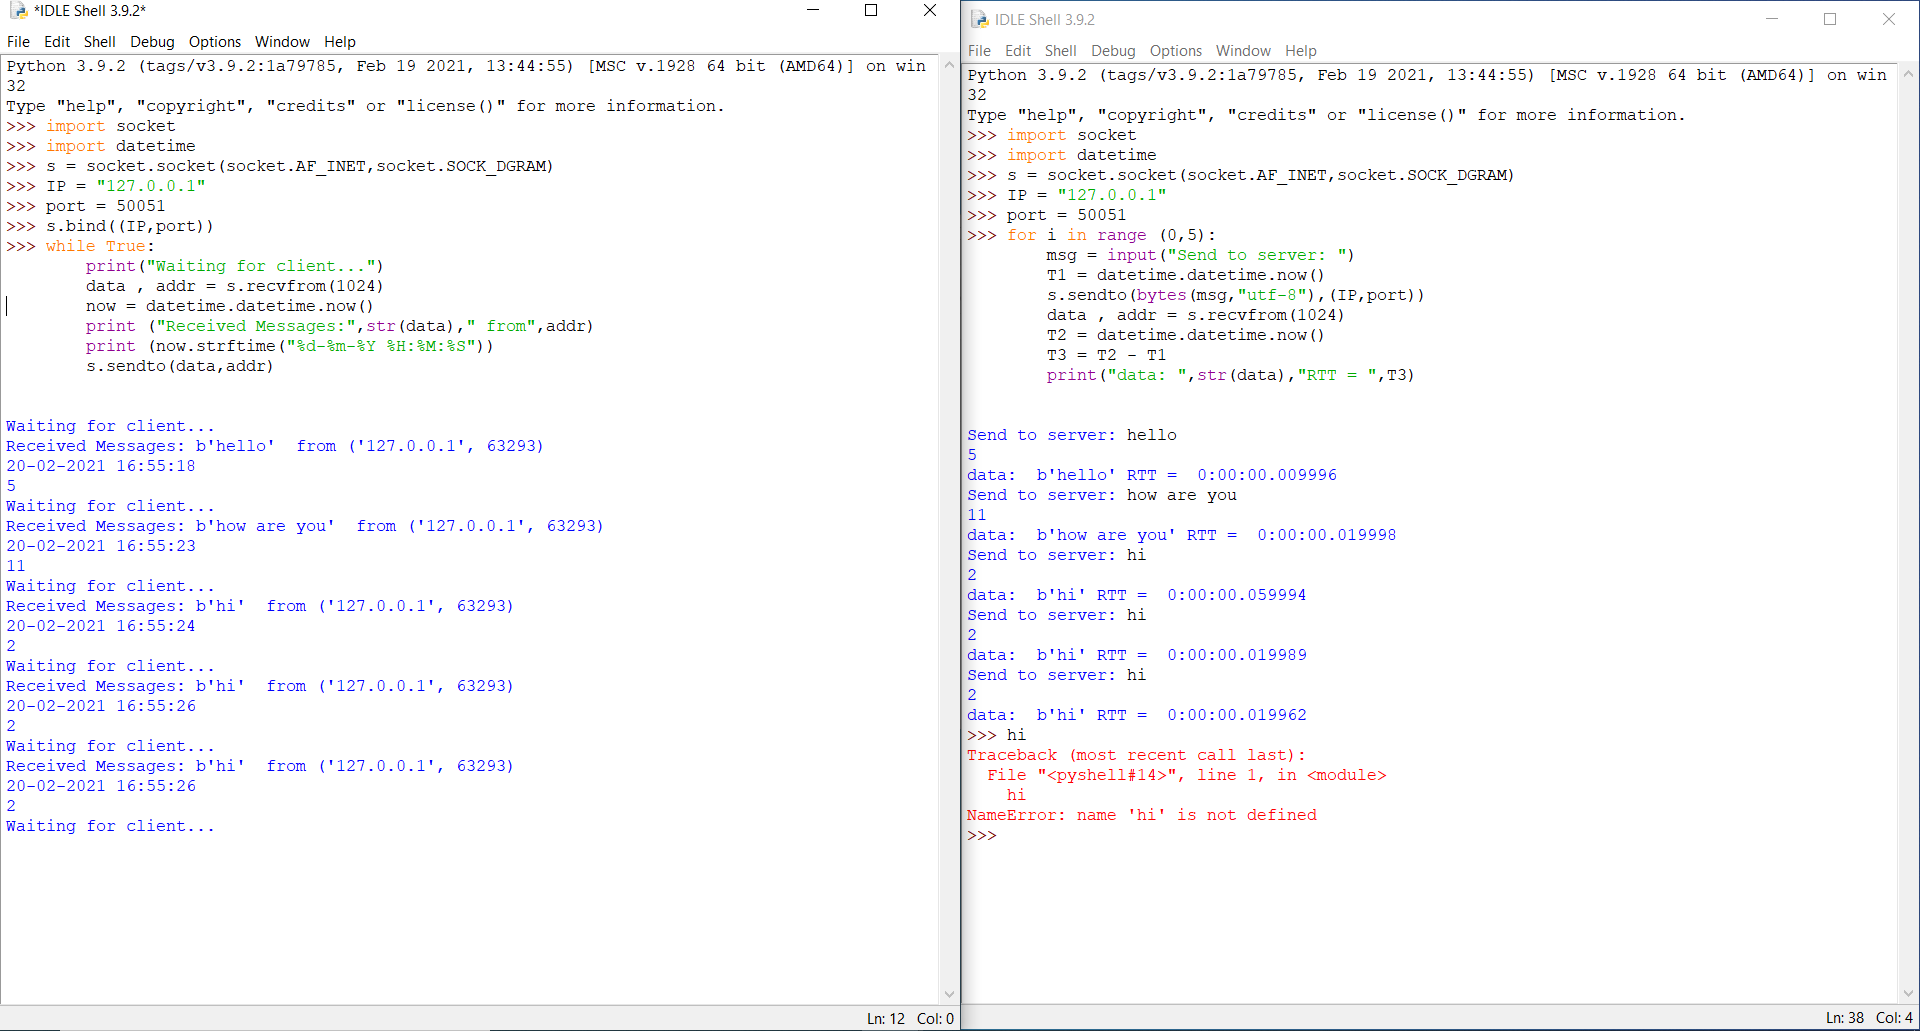 *IDLE Shell 3.9.2*
File Edit Shell Debug Options Window Help
Python 3.9.2 (tags/v3.9.2:1a79785, Feb 19 2021, 13:44:55) [MSC v.1928 64 bit (AMD64)] on win
32
Type "help", "copyright", "credits" or "license()" for more information.
>>> import socket
>>> import datetime
>>> s = socket.socket(socket.AF_INET,socket.SOCK_DGRAM)
>>> IP = "127.0.0.1"
>>> port = 50051
>>> s.bind((IP,port))
>>> while True:
        print("Waiting for client...")
        data , addr = s.recvfrom(1024)
        now = datetime.datetime.now()
        print ("Received Messages:",str(data)," from",addr)
        print (now.strftime("%d-%m-%Y %H:%M:%S"))
        s.sendto(data,addr)
Waiting for client...
Received Messages: b'hello'  from ('127.0.0.1', 63293)
20-02-2021 16:55:18
5
Waiting for client...
Received Messages: b'how are you'  from ('127.0.0.1', 63293)
20-02-2021 16:55:23
11
Waiting for client...
Received Messages: b'hi'  from ('127.0.0.1', 63293)
20-02-2021 16:55:24
2
Waiting for client...
Received Messages: b'hi'  from ('127.0.0.1', 63293)
20-02-2021 16:55:26
2
Waiting for client...
Received Messages: b'hi'  from ('127.0.0.1', 63293)
20-02-2021 16:55:26
2
Waiting for client...
Ln: 12 Col: 0
IDLE Shell 3.9.2
File Edit Shell Debug Options Window Help
Python 3.9.2 (tags/v3.9.2:1a79785, Feb 19 2021, 13:44:55) [MSC v.1928 64 bit (AMD64)] on win
32
Type "help", "copyright", "credits" or "license()" for more information.
>>> import socket
>>> import datetime
>>> s = socket.socket(socket.AF_INET,socket.SOCK_DGRAM)
>>> IP = "127.0.0.1"
>>> port = 50051
>>> for i in range (0,5):
        msg = input("Send to server: ")
        T1 = datetime.datetime.now()
        s.sendto(bytes(msg,"utf-8"),(IP,port))
        data , addr = s.recvfrom(1024)
        T2 = datetime.datetime.now()
        T3 = T2 - T1
        print("data: ",str(data),"RTT = ",T3)
Send to server: hello
5
data:  b'hello' RTT =  0:00:00.009996
Send to server: how are you
11
data:  b'how are you' RTT =  0:00:00.019998
Send to server: hi
2
data:  b'hi' RTT =  0:00:00.059994
Send to server: hi
2
data:  b'hi' RTT =  0:00:00.019989
Send to server: hi
2
data:  b'hi' RTT =  0:00:00.019962
>>> hi
Traceback (most recent call last):
  File "<pyshell#14>", line 1, in <module>
    hi
NameError: name 'hi' is not defined
>>>
Ln: 38 Col: 4